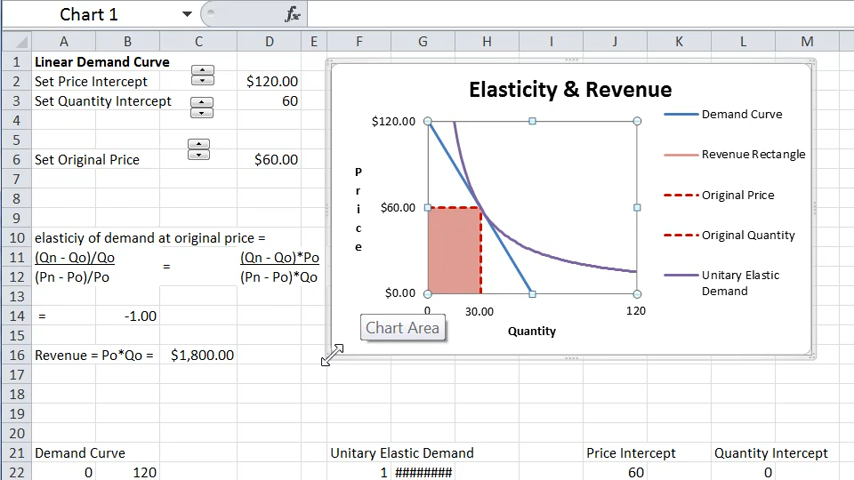 Chart 1
fx
A B C D E F G H I J K L M
1 Linear Demand Curve
2 Set Price Intercept $120.00
3 Set Quantity Intercept 60
4
5
6 Set Original Price $60.00
7
8
9
10 elasticiy of demand at original price =
11 (Qn - Qo)/Qo = (Qn - Qo)*Po
12 (Pn - Po)/Po (Pn - Po)*Qo
13
14 = -1.00
15
16 Revenue = Po*Qo = $1,800.00
17
18
19
20
21 Demand Curve Unitary Elastic Demand Price Intercept Quantity Intercept
22 0 120 1 ######## 60 0
Elasticity & Revenue
$120.00
$60.00
$0.00
Price
0 30.00 120
Quantity
Demand Curve
Revenue Rectangle
Original Price
Original Quantity
Unitary Elastic
Demand
Chart Area